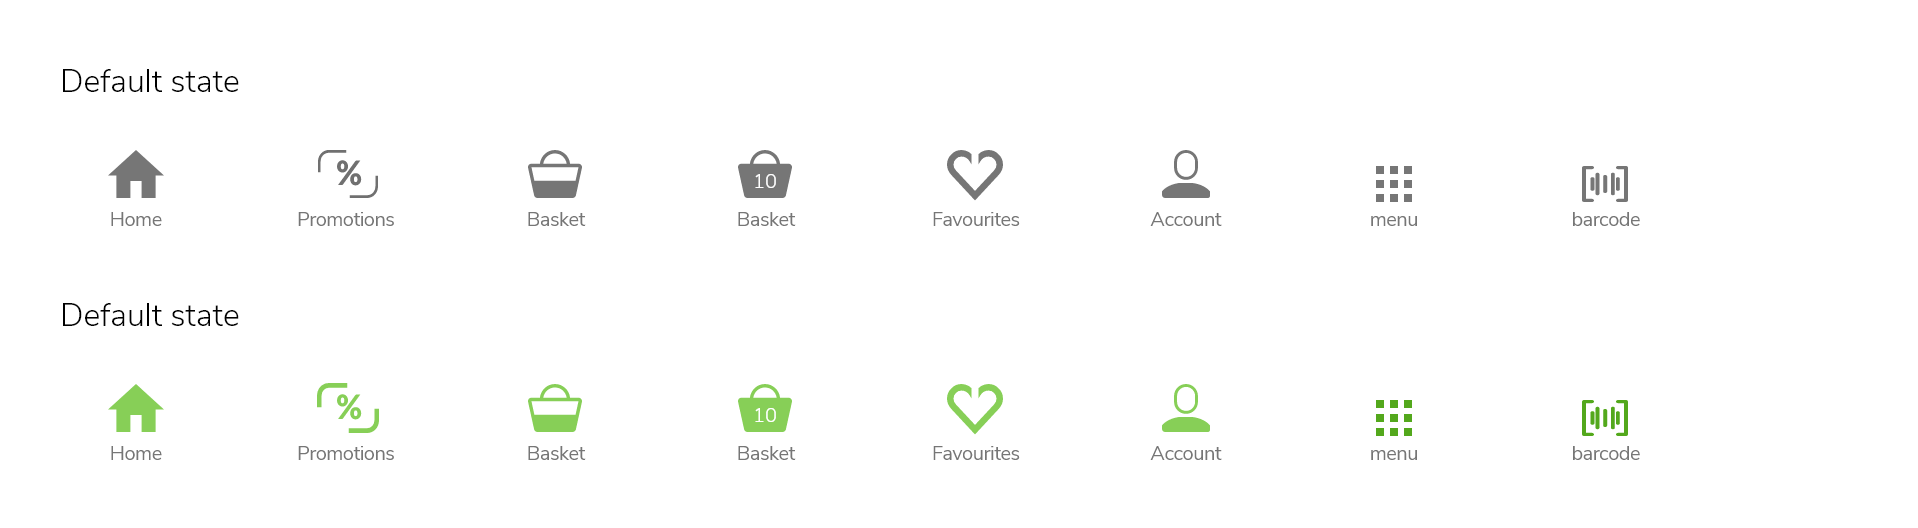 Default state
%
10
Home Promotions Basket Basket Favourites Account menu barcode
Default state
%
10
Home Promotions Basket Basket Favourites Account menu barcode